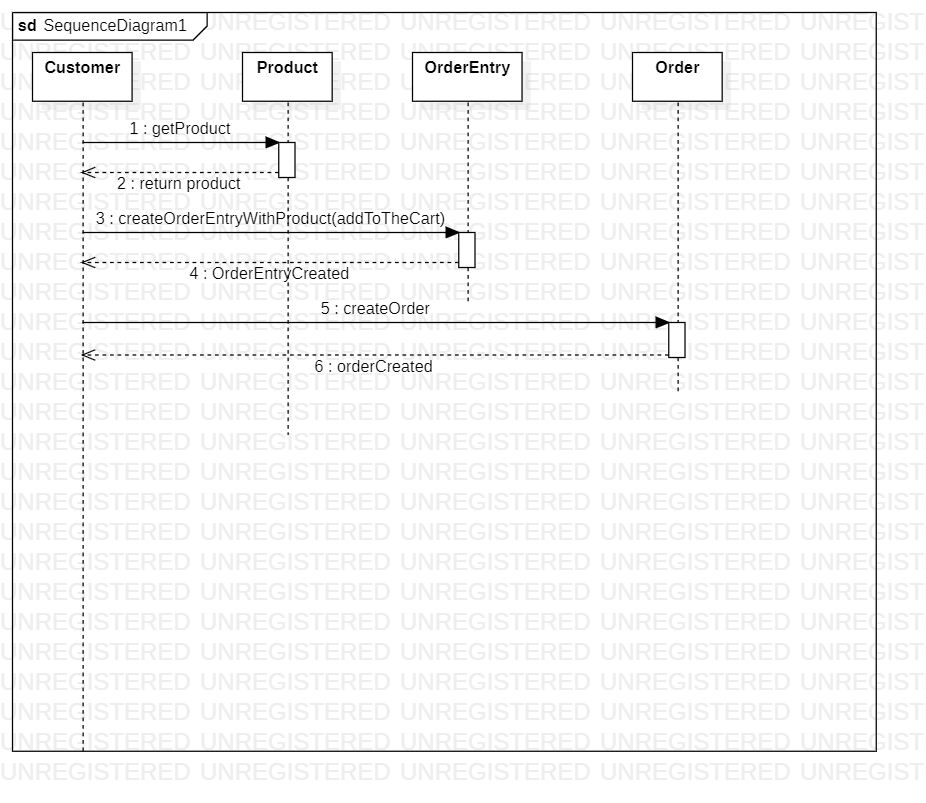 sd SequenceDiagram1
Customer Product OrderEntry Order
1 : getProduct
2 : return product
3 : createOrderEntryWithProduct(addToTheCart)
4 : OrderEntryCreated
5 : createOrder
6 : orderCreated
UNREGISTERED UNREGISTERED UNREGISTERED UNREGISTERED UNREGIST